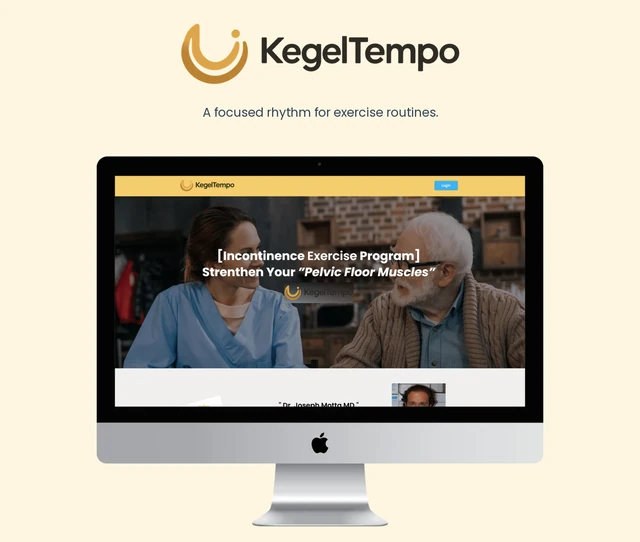 KegelTempo
A focused rhythm for exercise routines.
KegelTempo
Login
[Incontinence Exercise Program]
Strenthen Your "Pelvic Floor Muscles"
KegelTempo
" Dr. Joseph Motta MD "